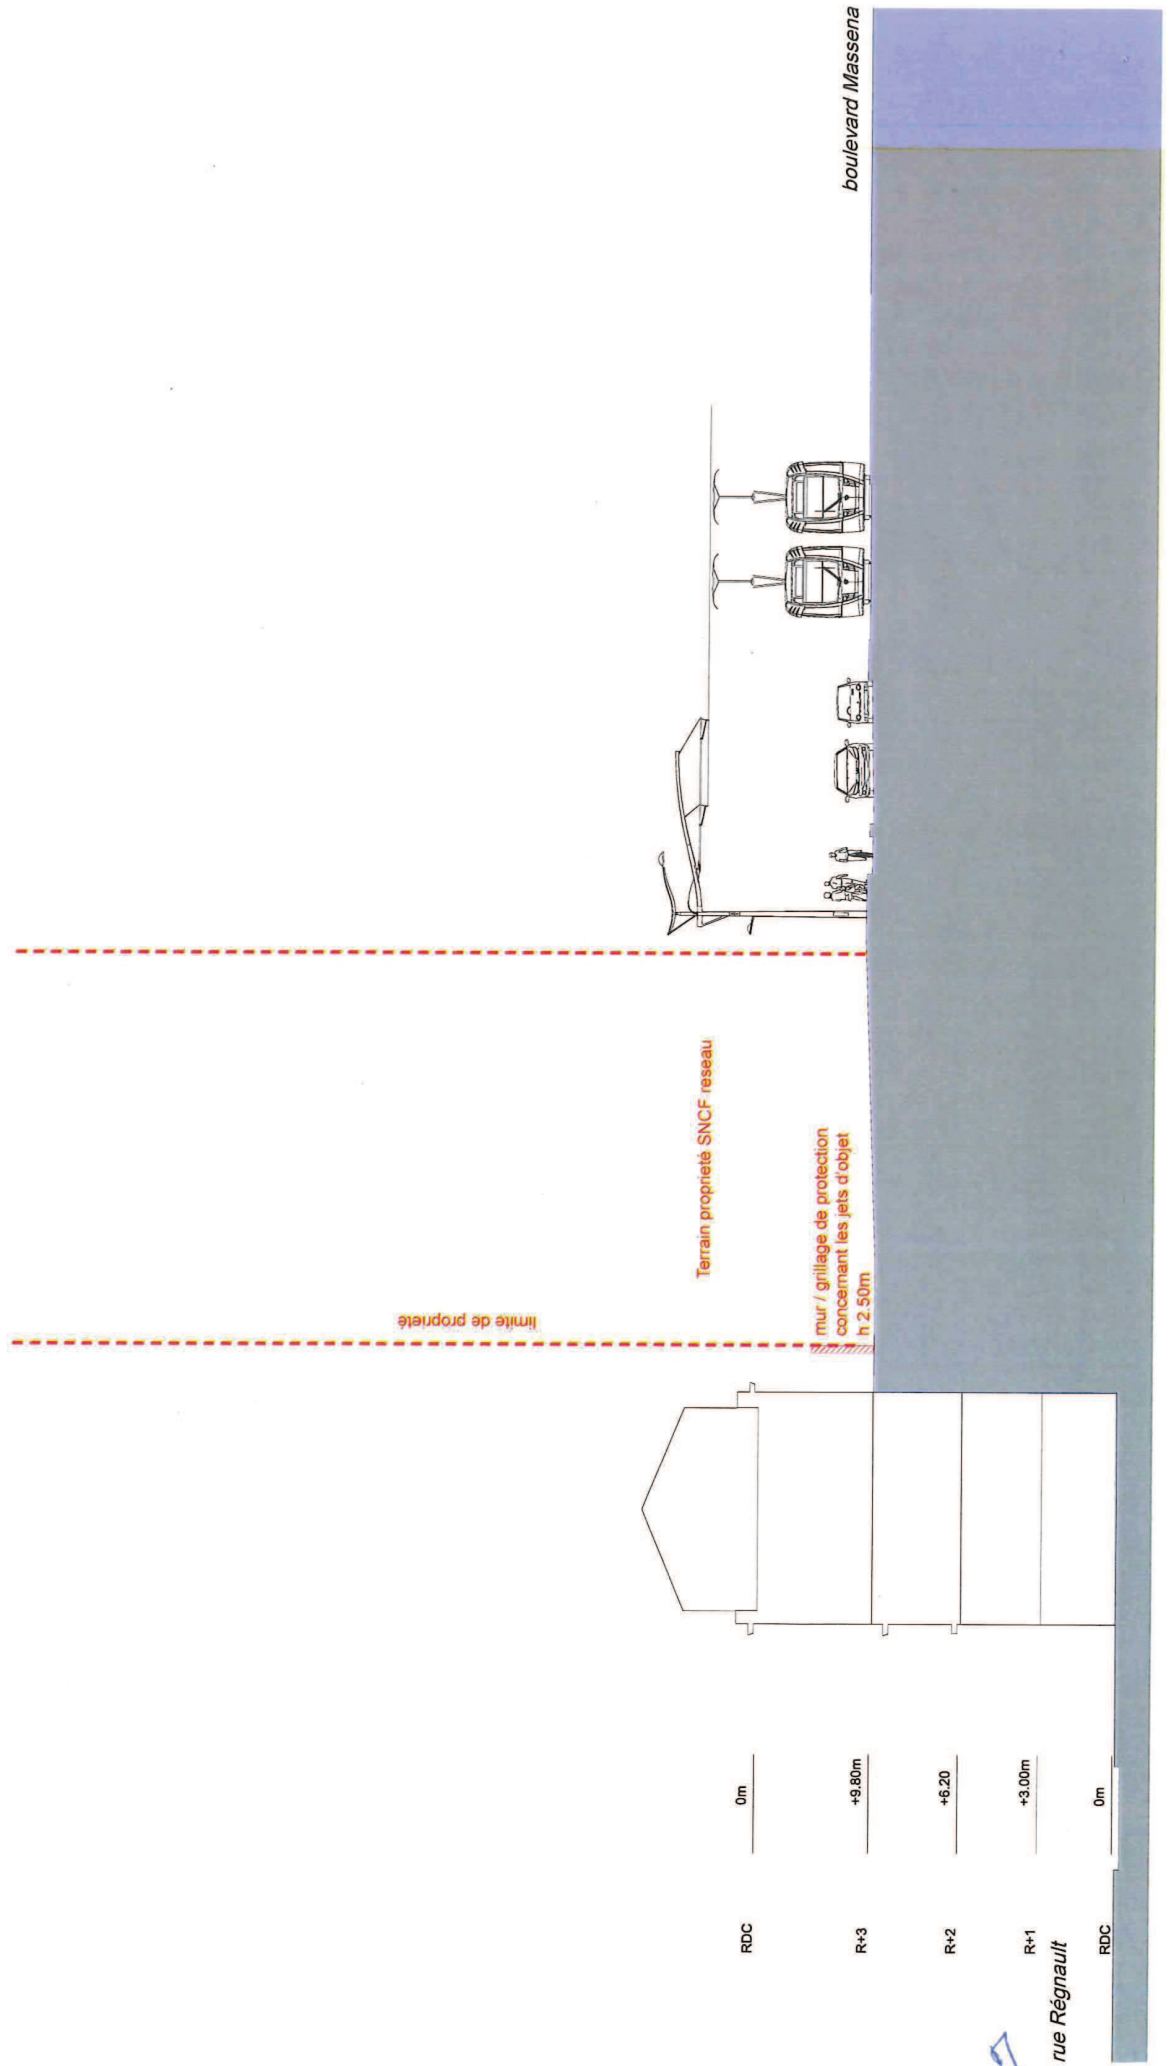 boulevard Massena
limite de propriété
Terrain proprieté SNCF reseau
mur / grillage de protection
concernant les jets d'objet
h 2.50m
RDC 0m
R+3 +9.80m
R+2 +6.20
R+1 +3.00m
RDC 0m
rue Régnault